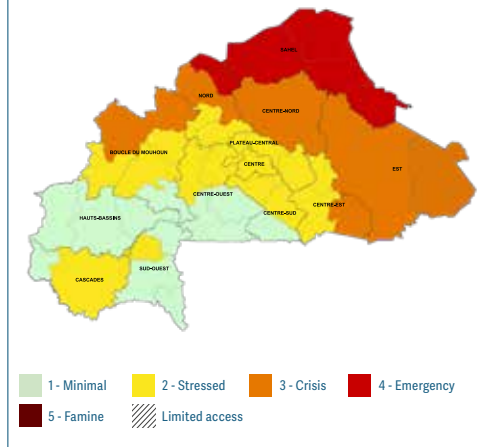 SAHEL
NORD
CENTRE-NORD
PLATEAU-CENTRAL
BOUCLE DU MOUHOUN
CENTRE
EST
CENTRE-OUEST
CENTRE-EST
CENTRE-SUD
HAUTS-BASSINS
SUD-OUEST
CASCADES
1 - Minimal
2 - Stressed
3 - Crisis
4 - Emergency
5 - Famine
Limited access